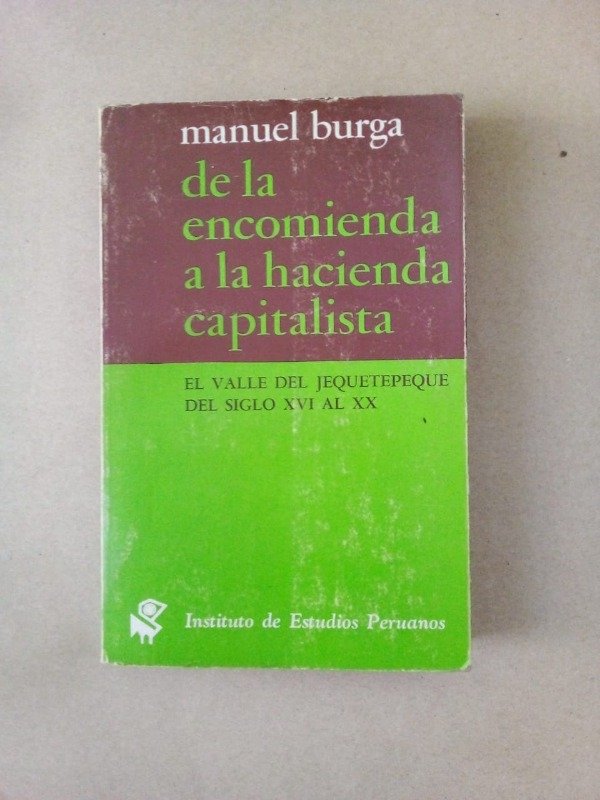 manuel burga
de la
encomienda
a la hacienda
capitalista
EL VALLE DEL JEQUETEPEQUE
DEL SIGLO XVI AL XX
Instituto de Estudios Peruanos